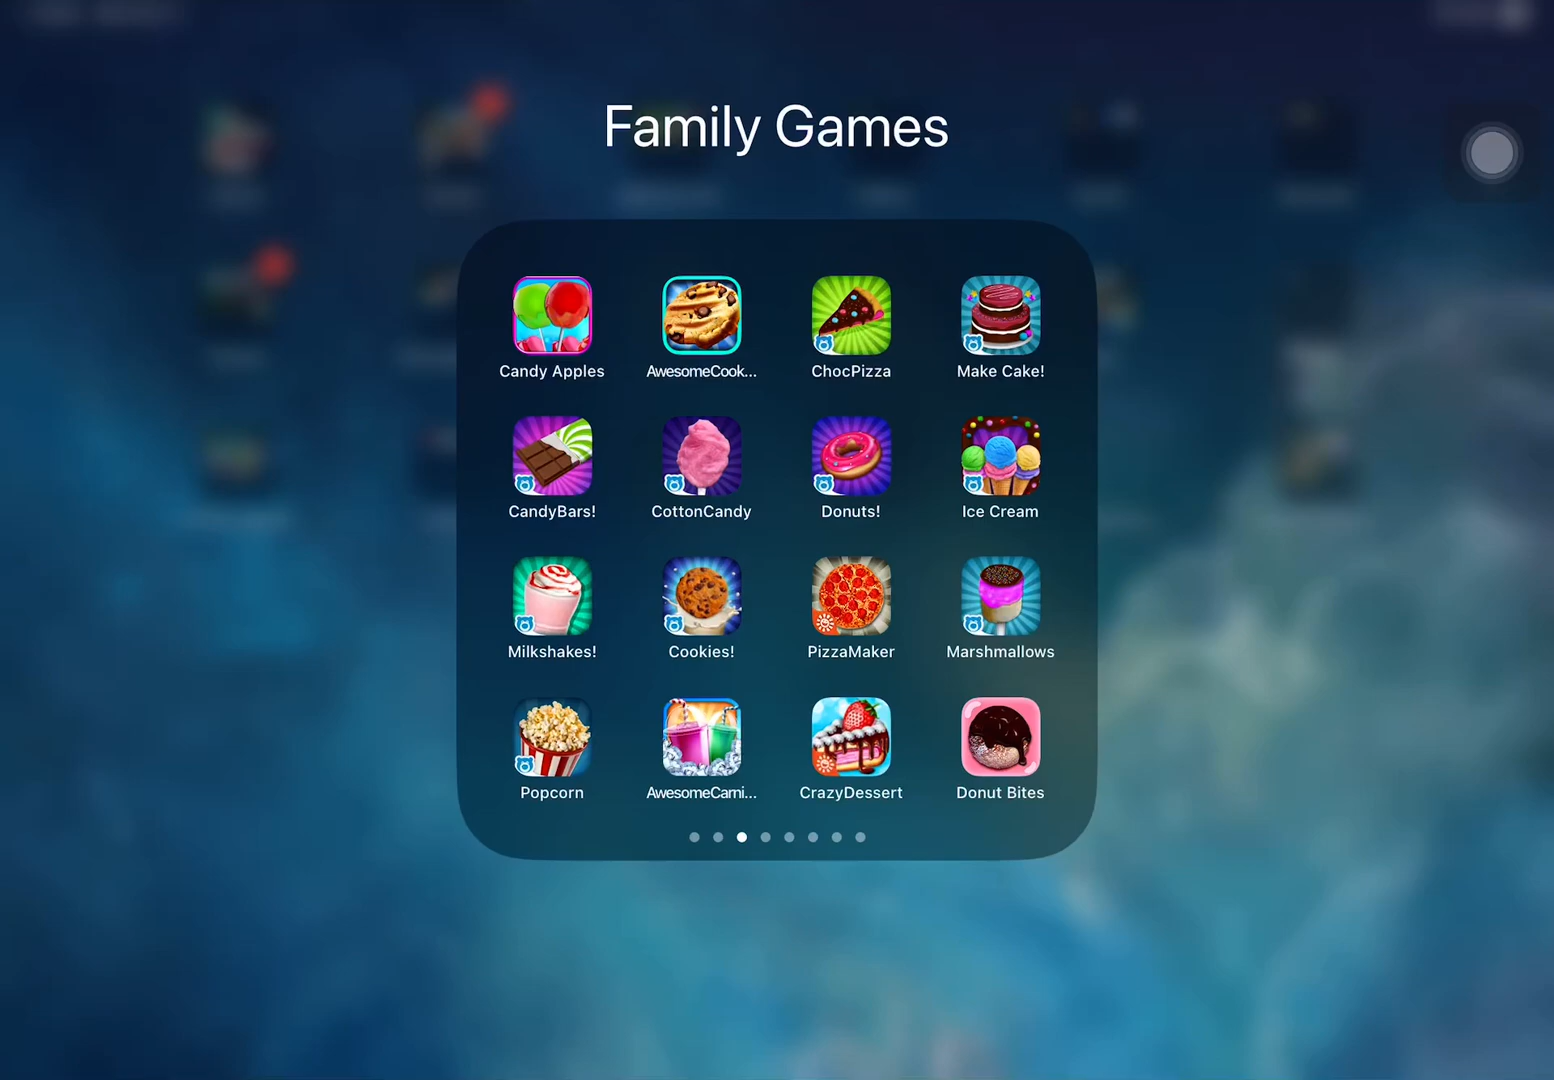 Family Games
Candy Apples
AwesomeCook...
ChocPizza
Make Cake!
CandyBars!
CottonCandy
Donuts!
Ice Cream
Milkshakes!
Cookies!
PizzaMaker
Marshmallows
Popcorn
AwesomeCarni...
CrazyDessert
Donut Bites